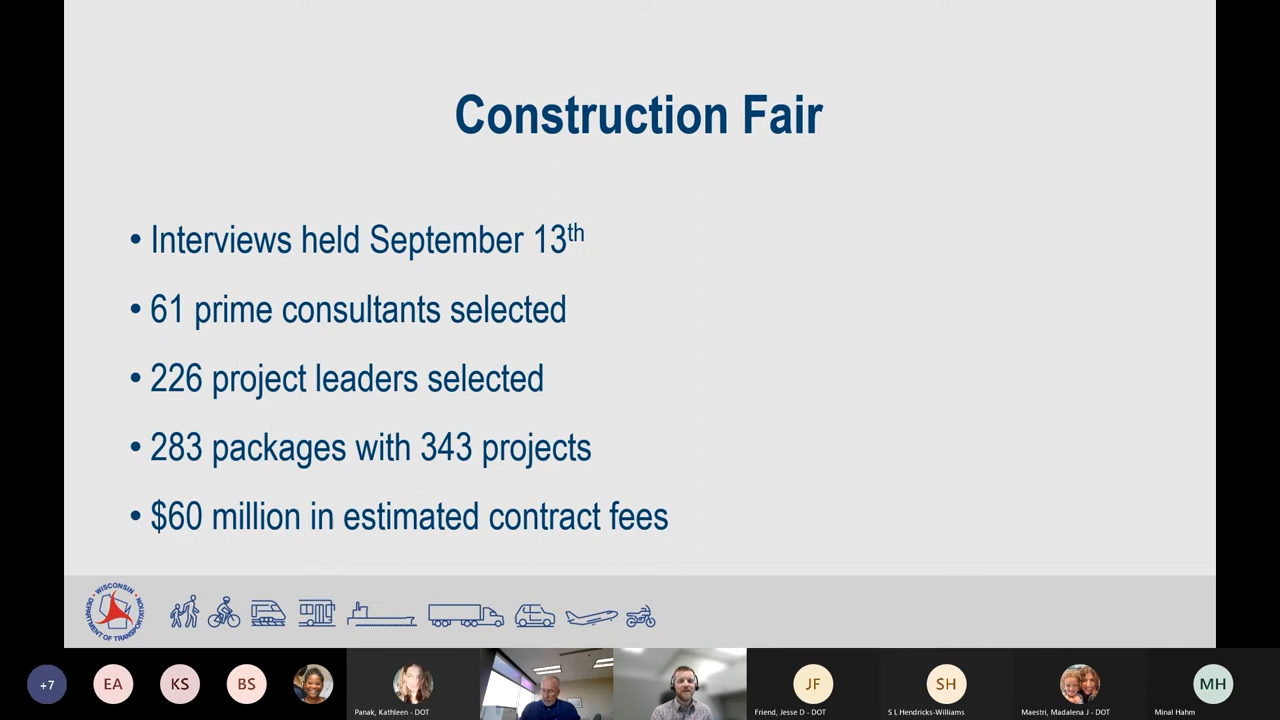 Construction Fair
• Interviews held September 13th
• 61 prime consultants selected
• 226 project leaders selected
• 283 packages with 343 projects
• $60 million in estimated contract fees
WISCONSIN
DEPARTMENT OF TRANSPORTATION
+7
EA
KS
BS
Panak, Kathleen - DOT
JF
Friend, Jesse D - DOT
SH
S L Hendricks-Williams
Maestri, Madalena J - DOT
MH
Minal Hahm